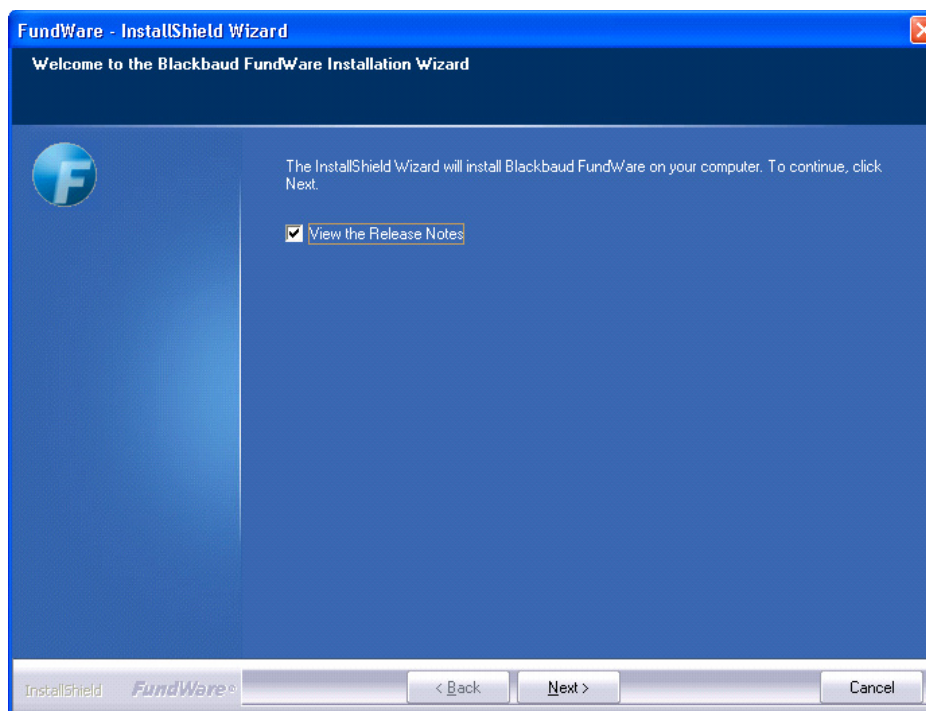 FundWare - InstallShield Wizard
Welcome to the Blackbaud FundWare Installation Wizard
F
The InstallShield Wizard will install Blackbaud FundWare on your computer. To continue, click
Next.
View the Release Notes
InstallShield FundWare®
< Back Next > Cancel